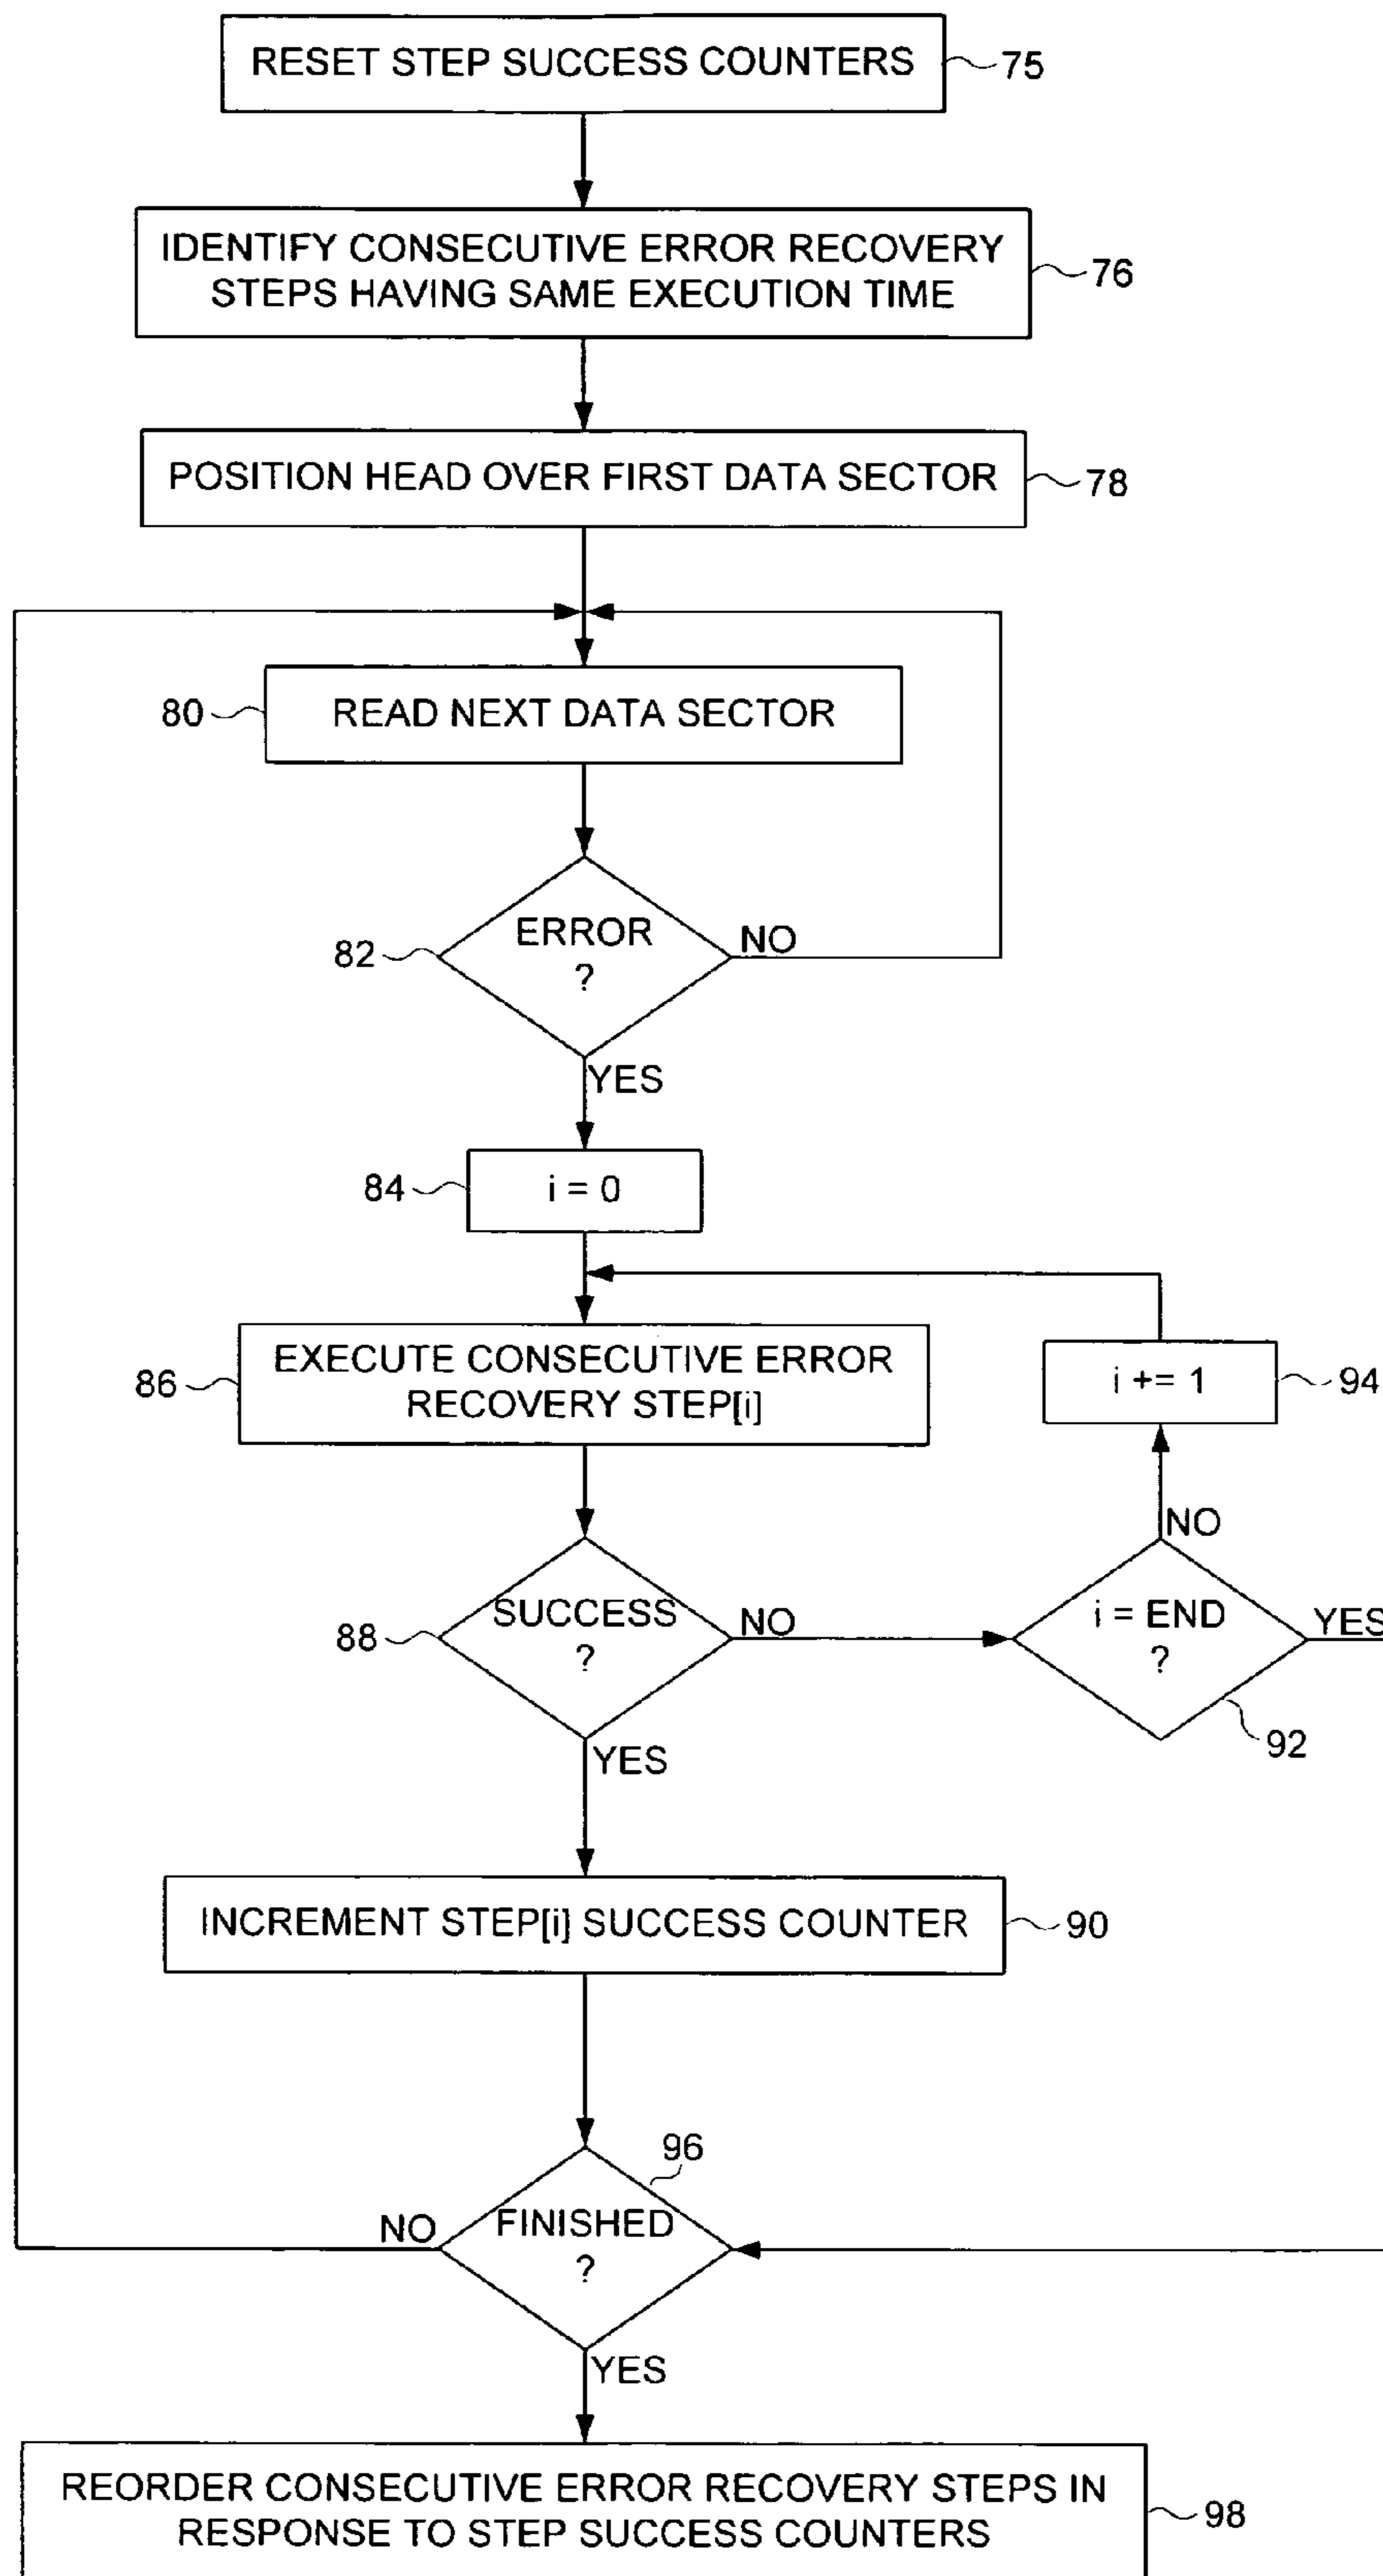 RESET STEP SUCCESS COUNTERS
75
IDENTIFY CONSECUTIVE ERROR RECOVERY
STEPS HAVING SAME EXECUTION TIME
76
POSITION HEAD OVER FIRST DATA SECTOR
78
80
READ NEXT DATA SECTOR
82
ERROR
?
NO
YES
84
i = 0
86
EXECUTE CONSECUTIVE ERROR
RECOVERY STEP[i]
i += 1
94
NO
88
SUCCESS
?
NO
i = END
?
YES
92
YES
INCREMENT STEP[i] SUCCESS COUNTER
90
96
NO
FINISHED
?
YES
REORDER CONSECUTIVE ERROR RECOVERY STEPS IN
RESPONSE TO STEP SUCCESS COUNTERS
98